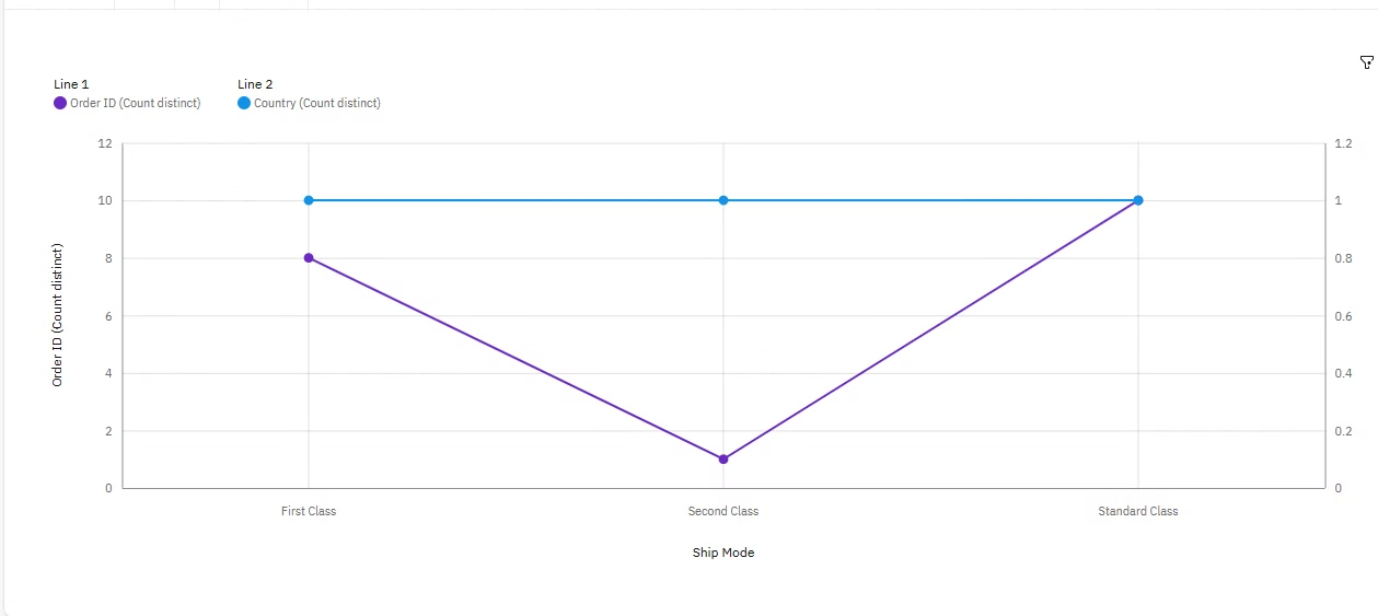 Line 1
Order ID (Count distinct)
Line 2
Country (Count distinct)
12
10
8
6
4
2
0
Order ID (Count distinct)
1.2
1
0.8
0.6
0.4
0.2
0
First Class
Second Class
Standard Class
Ship Mode